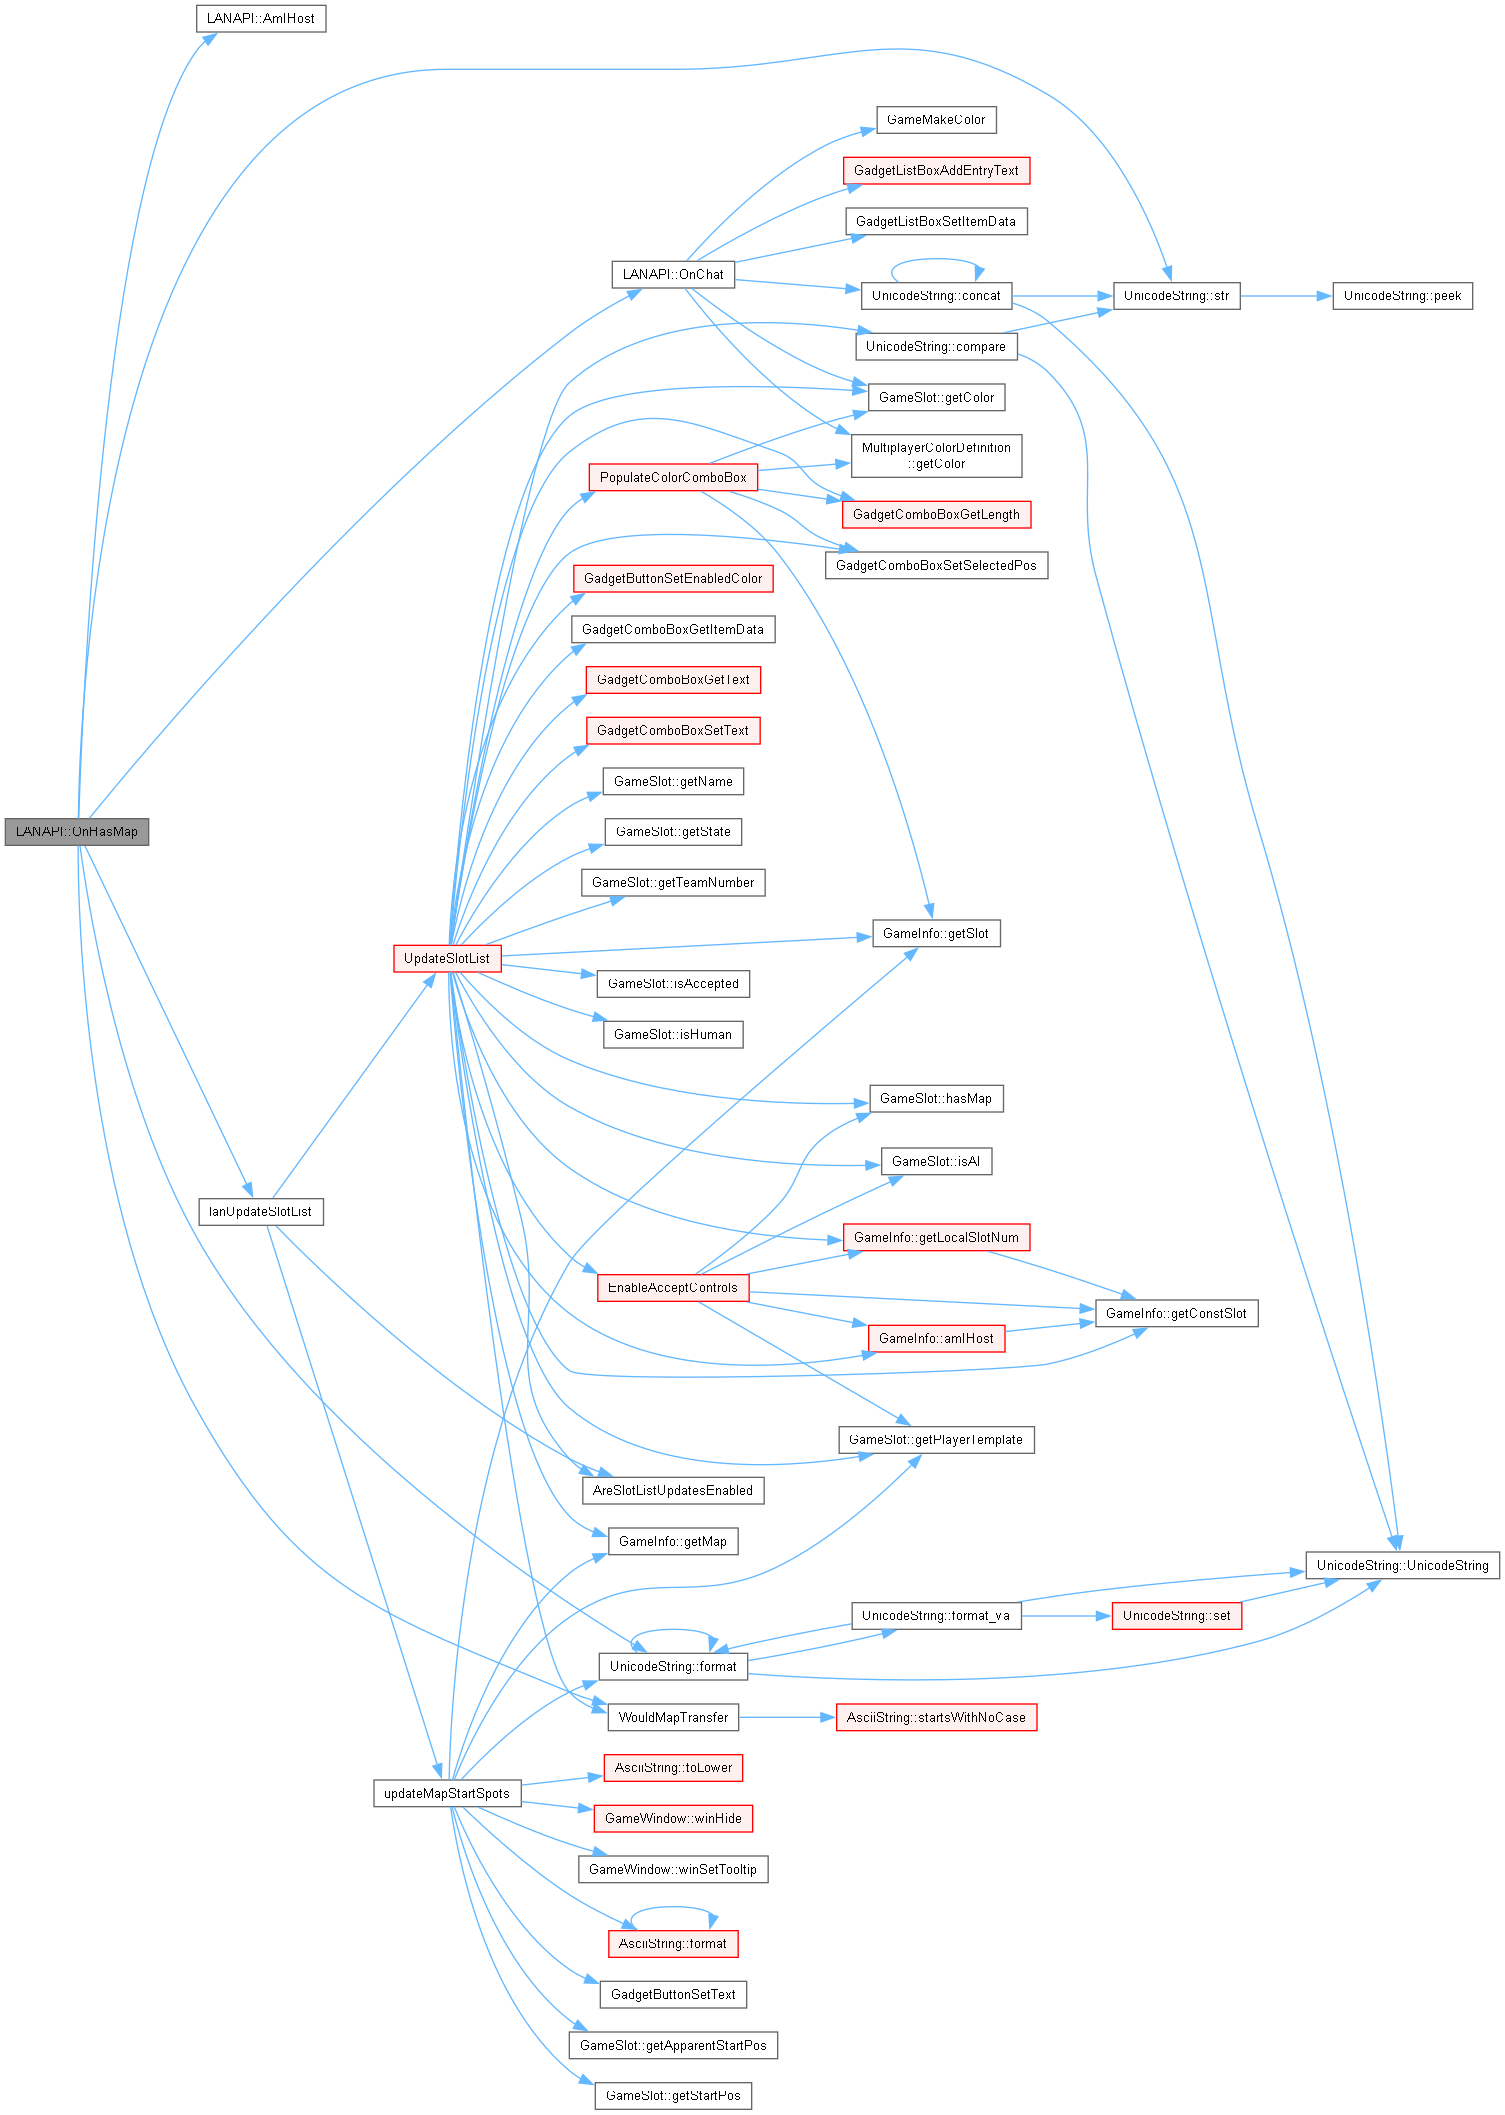 LANAPI::AmIHost
GameMakeColor
GadgetListBoxAddEntryText
GadgetListBoxSetItemData
LANAPI::OnChat
UnicodeString::concat
UnicodeString::str
UnicodeString::peek
UnicodeString::compare
GameSlot::getColor
MultiplayerColorDefinition
::getColor
PopulateColorComboBox
GadgetComboBoxGetLength
GadgetComboBoxSetSelectedPos
GadgetButtonSetEnabledColor
GadgetComboBoxGetItemData
GadgetComboBoxGetText
GadgetComboBoxSetText
GameSlot::getName
LANAPI::OnHasMap
GameSlot::getState
GameSlot::getTeamNumber
GameInfo::getSlot
UpdateSlotList
GameSlot::isAccepted
GameSlot::isHuman
GameSlot::hasMap
GameSlot::isAI
lanUpdateSlotList
GameInfo::getLocalSlotNum
EnableAcceptControls
GameInfo::getConstSlot
GameInfo::amIHost
GameSlot::getPlayerTemplate
AreSlotListUpdatesEnabled
GameInfo::getMap
UnicodeString::UnicodeString
UnicodeString::format_va
UnicodeString::set
UnicodeString::format
WouldMapTransfer
AsciiString::startsWithNoCase
AsciiString::toLower
updateMapStartSpots
GameWindow::winHide
GameWindow::winSetTooltip
AsciiString::format
GadgetButtonSetText
GameSlot::getApparentStartPos
GameSlot::getStartPos